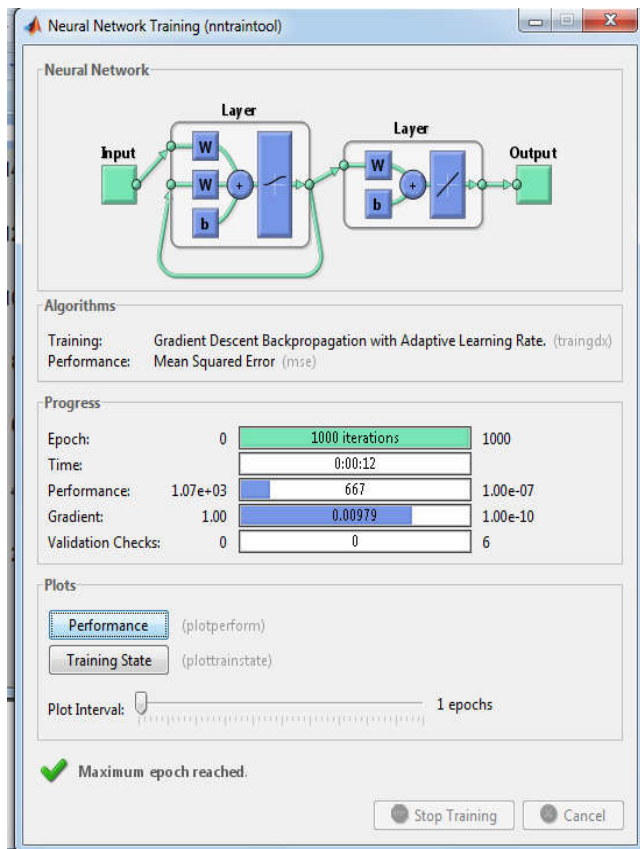 Neural Network Training (nntraintool)
Neural Network
Layer
Layer
Input
Output
W
W
b
+
W
b
+
Algorithms
Training: Gradient Descent Backpropagation with Adaptive Learning Rate. (traingdx)
Performance: Mean Squared Error (mse)
Progress
Epoch: 0 1000 iterations 1000
Time: 0:00:12
Performance: 1.07e+03 667 1.00e-07
Gradient: 1.00 0.00979 1.00e-10
Validation Checks: 0 0 6
Plots
Performance (plotperform)
Training State (plottrainstate)
Plot Interval: 1 epochs
Maximum epoch reached.
Stop Training Cancel